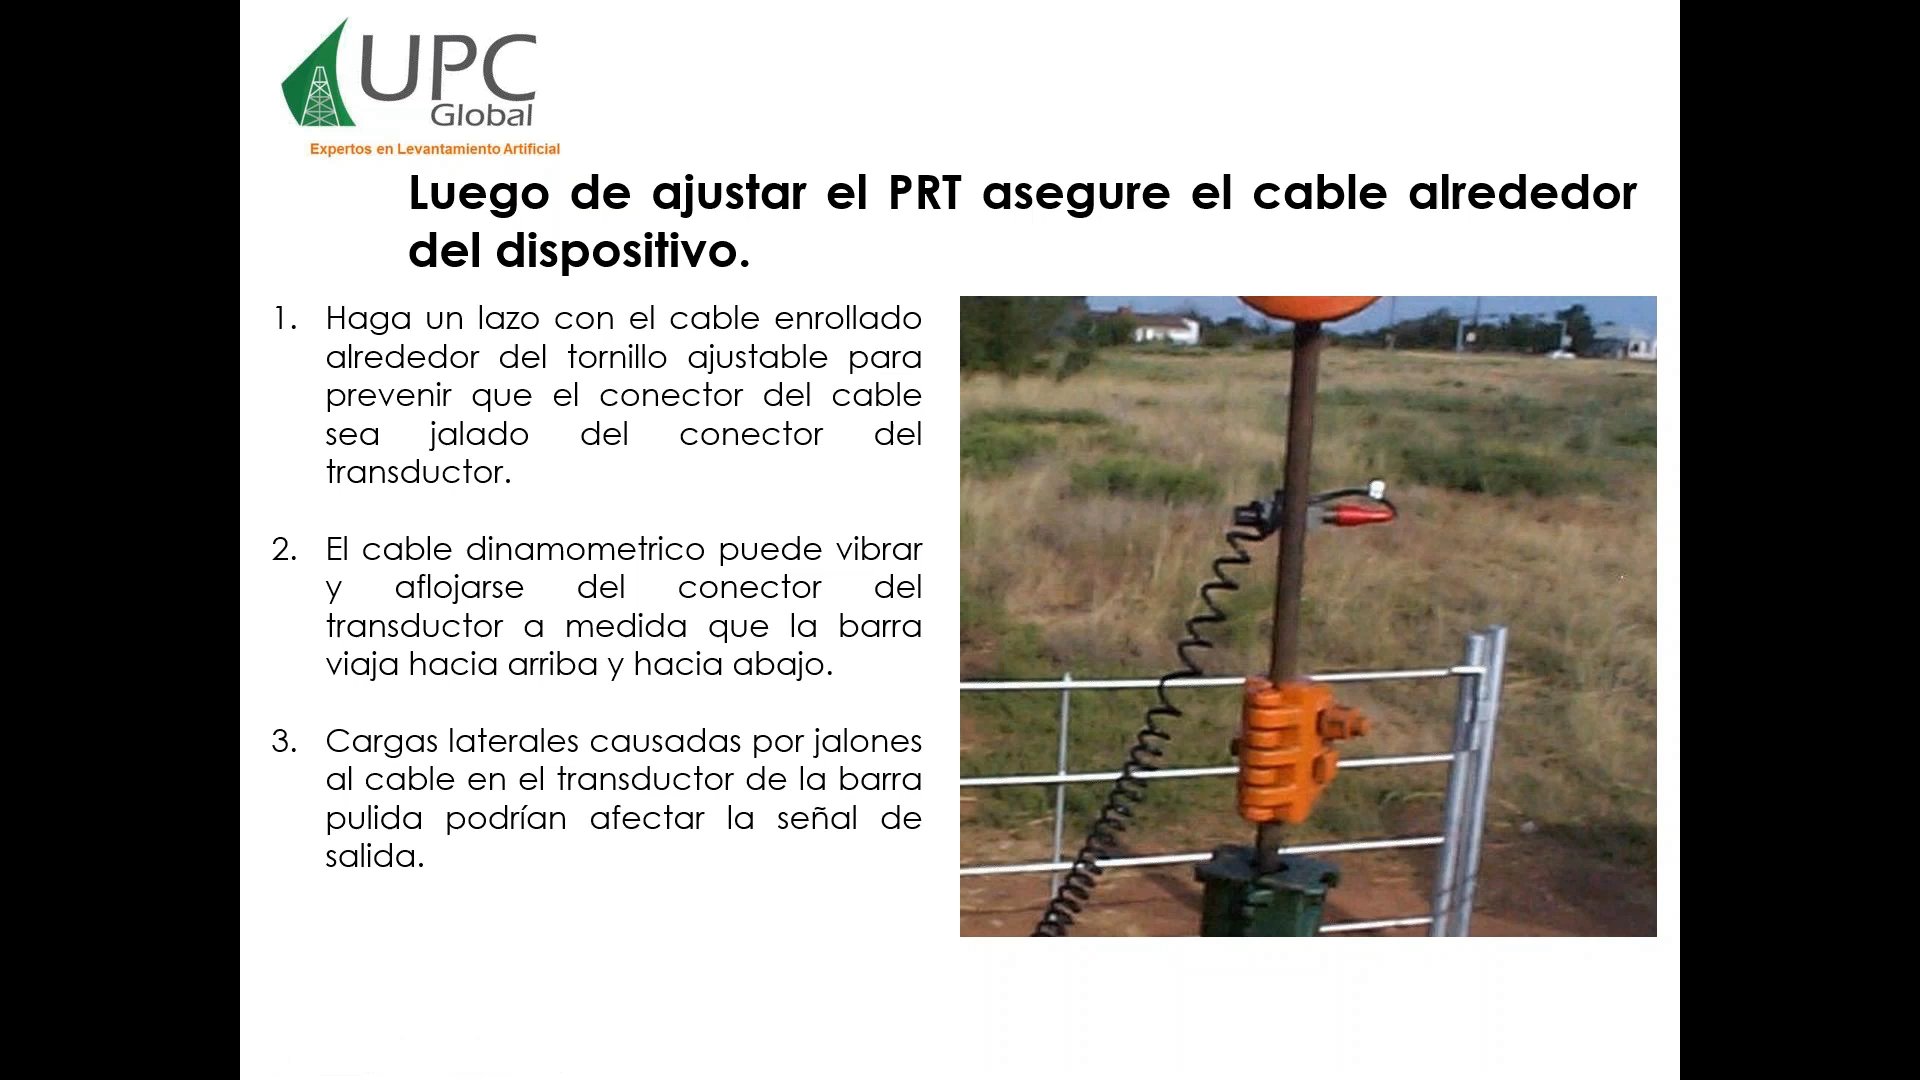 UPC
Global
Expertos en Levantamiento Artificial
Luego de ajustar el PRT asegure el cable alrededor
del dispositivo.
1. Haga un lazo con el cable enrollado
alrededor del tornillo ajustable para
prevenir que el conector del cable
sea jalado del conector del
transductor.
2. El cable dinamometrico puede vibrar
y aflojarse del conector del
transductor a medida que la barra
viaja hacia arriba y hacia abajo.
3. Cargas laterales causadas por jalones
al cable en el transductor de la barra
pulida podrían afectar la señal de
salida.